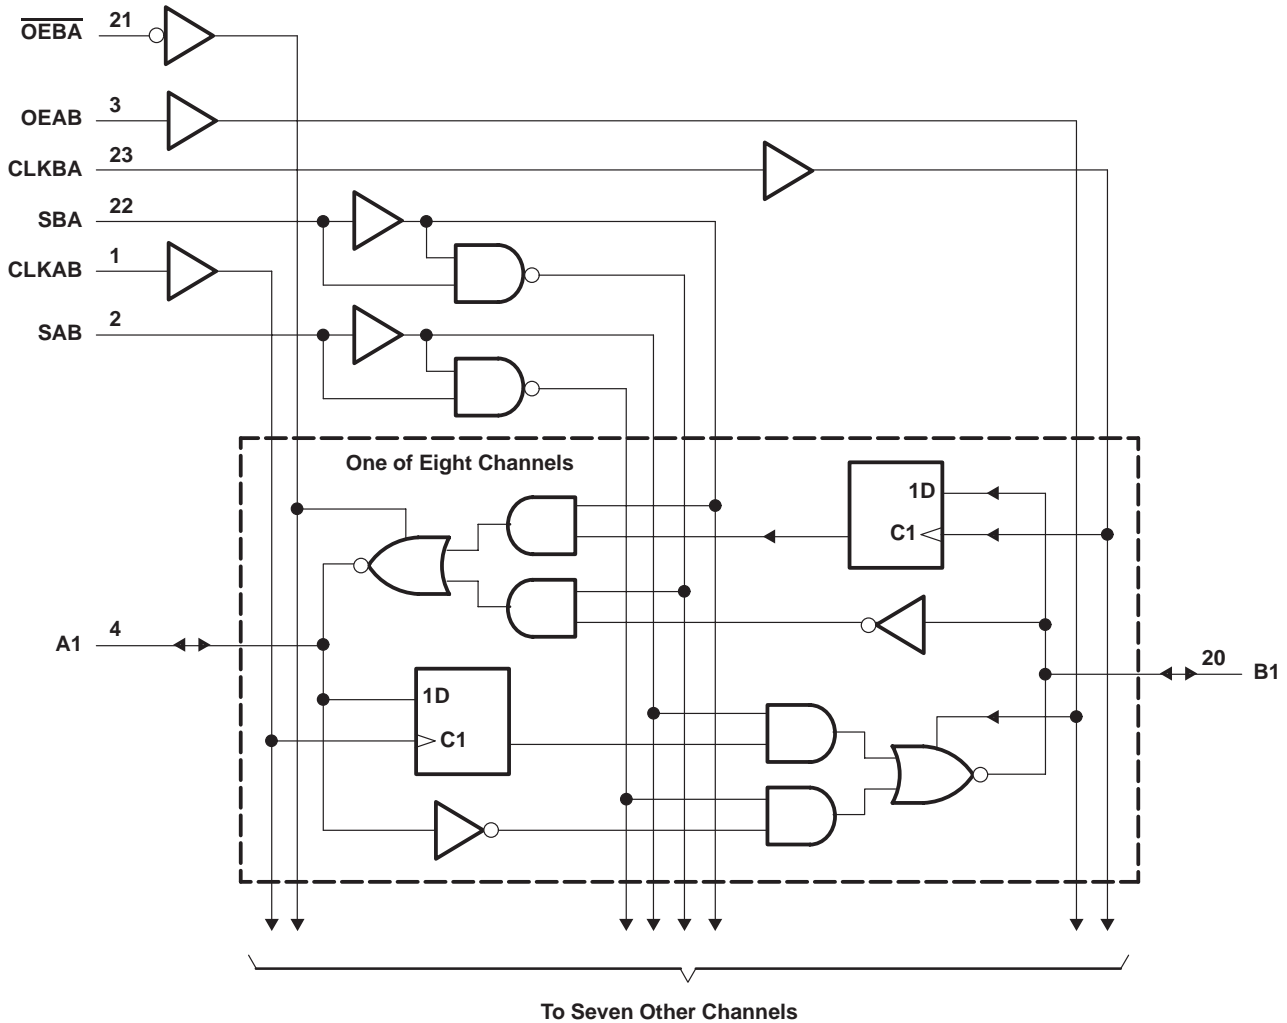 OEBA 21
OEAB 3
CLKBA 23
SBA 22
CLKAB 1
SAB 2
One of Eight Channels
1D
C1
A1 4
20 B1
1D
C1
To Seven Other Channels